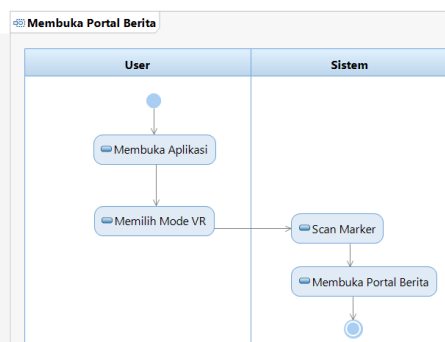 Membuka Portal Berita
User
Sistem
Membuka Aplikasi
Memilih Mode VR
Scan Marker
Membuka Portal Berita